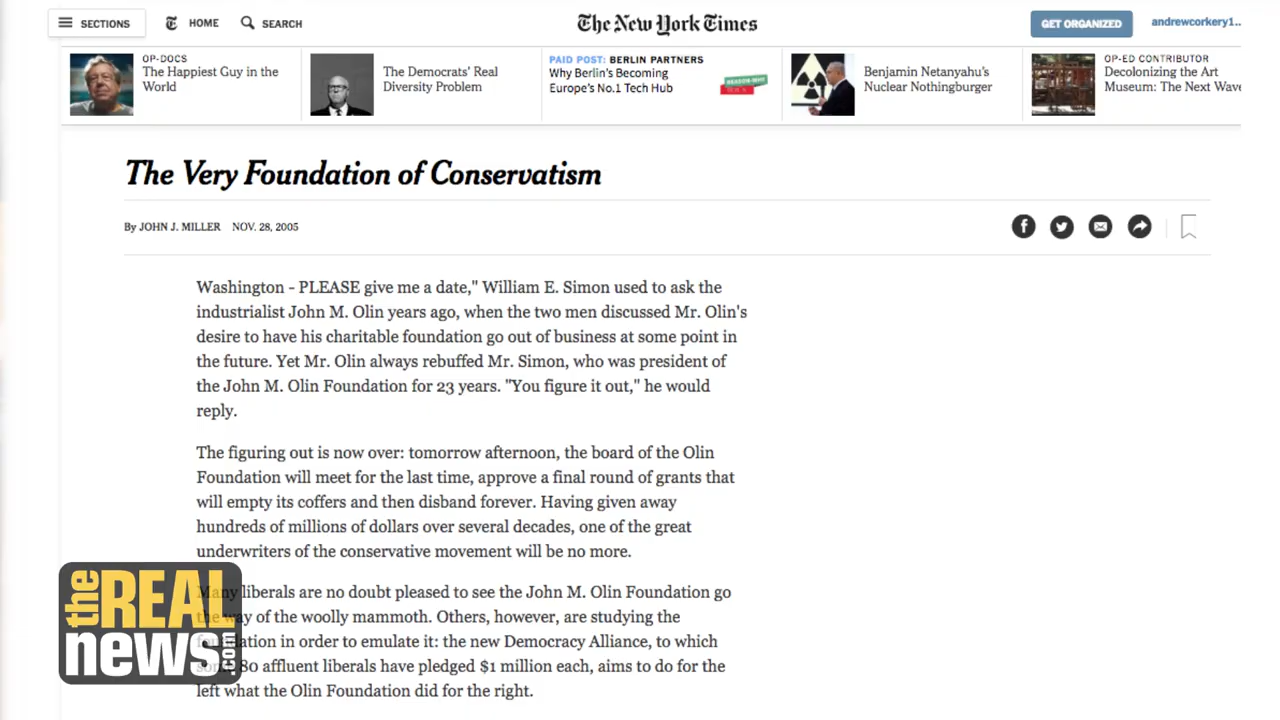 SECTIONS
HOME
SEARCH
The New York Times
GET ORGANIZED
andrewcorkery1..
OP-DOCS
The Happiest Guy in the
World
The Democrats' Real
Diversity Problem
PAID POST: BERLIN PARTNERS
Why Berlin's Becoming
Europe's No.1 Tech Hub
Benjamin Netanyahu's
Nuclear Nothingburger
OP-ED CONTRIBUTOR
Decolonizing the Art
Museum: The Next Wave
The Very Foundation of Conservatism
By JOHN J. MILLER NOV. 28, 2005
Washington - PLEASE give me a date," William E. Simon used to ask the
industrialist John M. Olin years ago, when the two men discussed Mr. Olin's
desire to have his charitable foundation go out of business at some point in
the future. Yet Mr. Olin always rebuffed Mr. Simon, who was president of
the John M. Olin Foundation for 23 years. "You figure it out," he would
reply.
The figuring out is now over: tomorrow afternoon, the board of the Olin
Foundation will meet for the last time, approve a final round of grants that
will empty its coffers and then disband forever. Having given away
hundreds of millions of dollars over several decades, one of the great
underwriters of the conservative movement will be no more.
Many liberals are no doubt pleased to see the John M. Olin Foundation go
the way of the woolly mammoth. Others, however, are studying the
foundation in order to emulate it: the new Democracy Alliance, to which
some 80 affluent liberals have pledged $1 million each, aims to do for the
left what the Olin Foundation did for the right.
the REAL
news.com